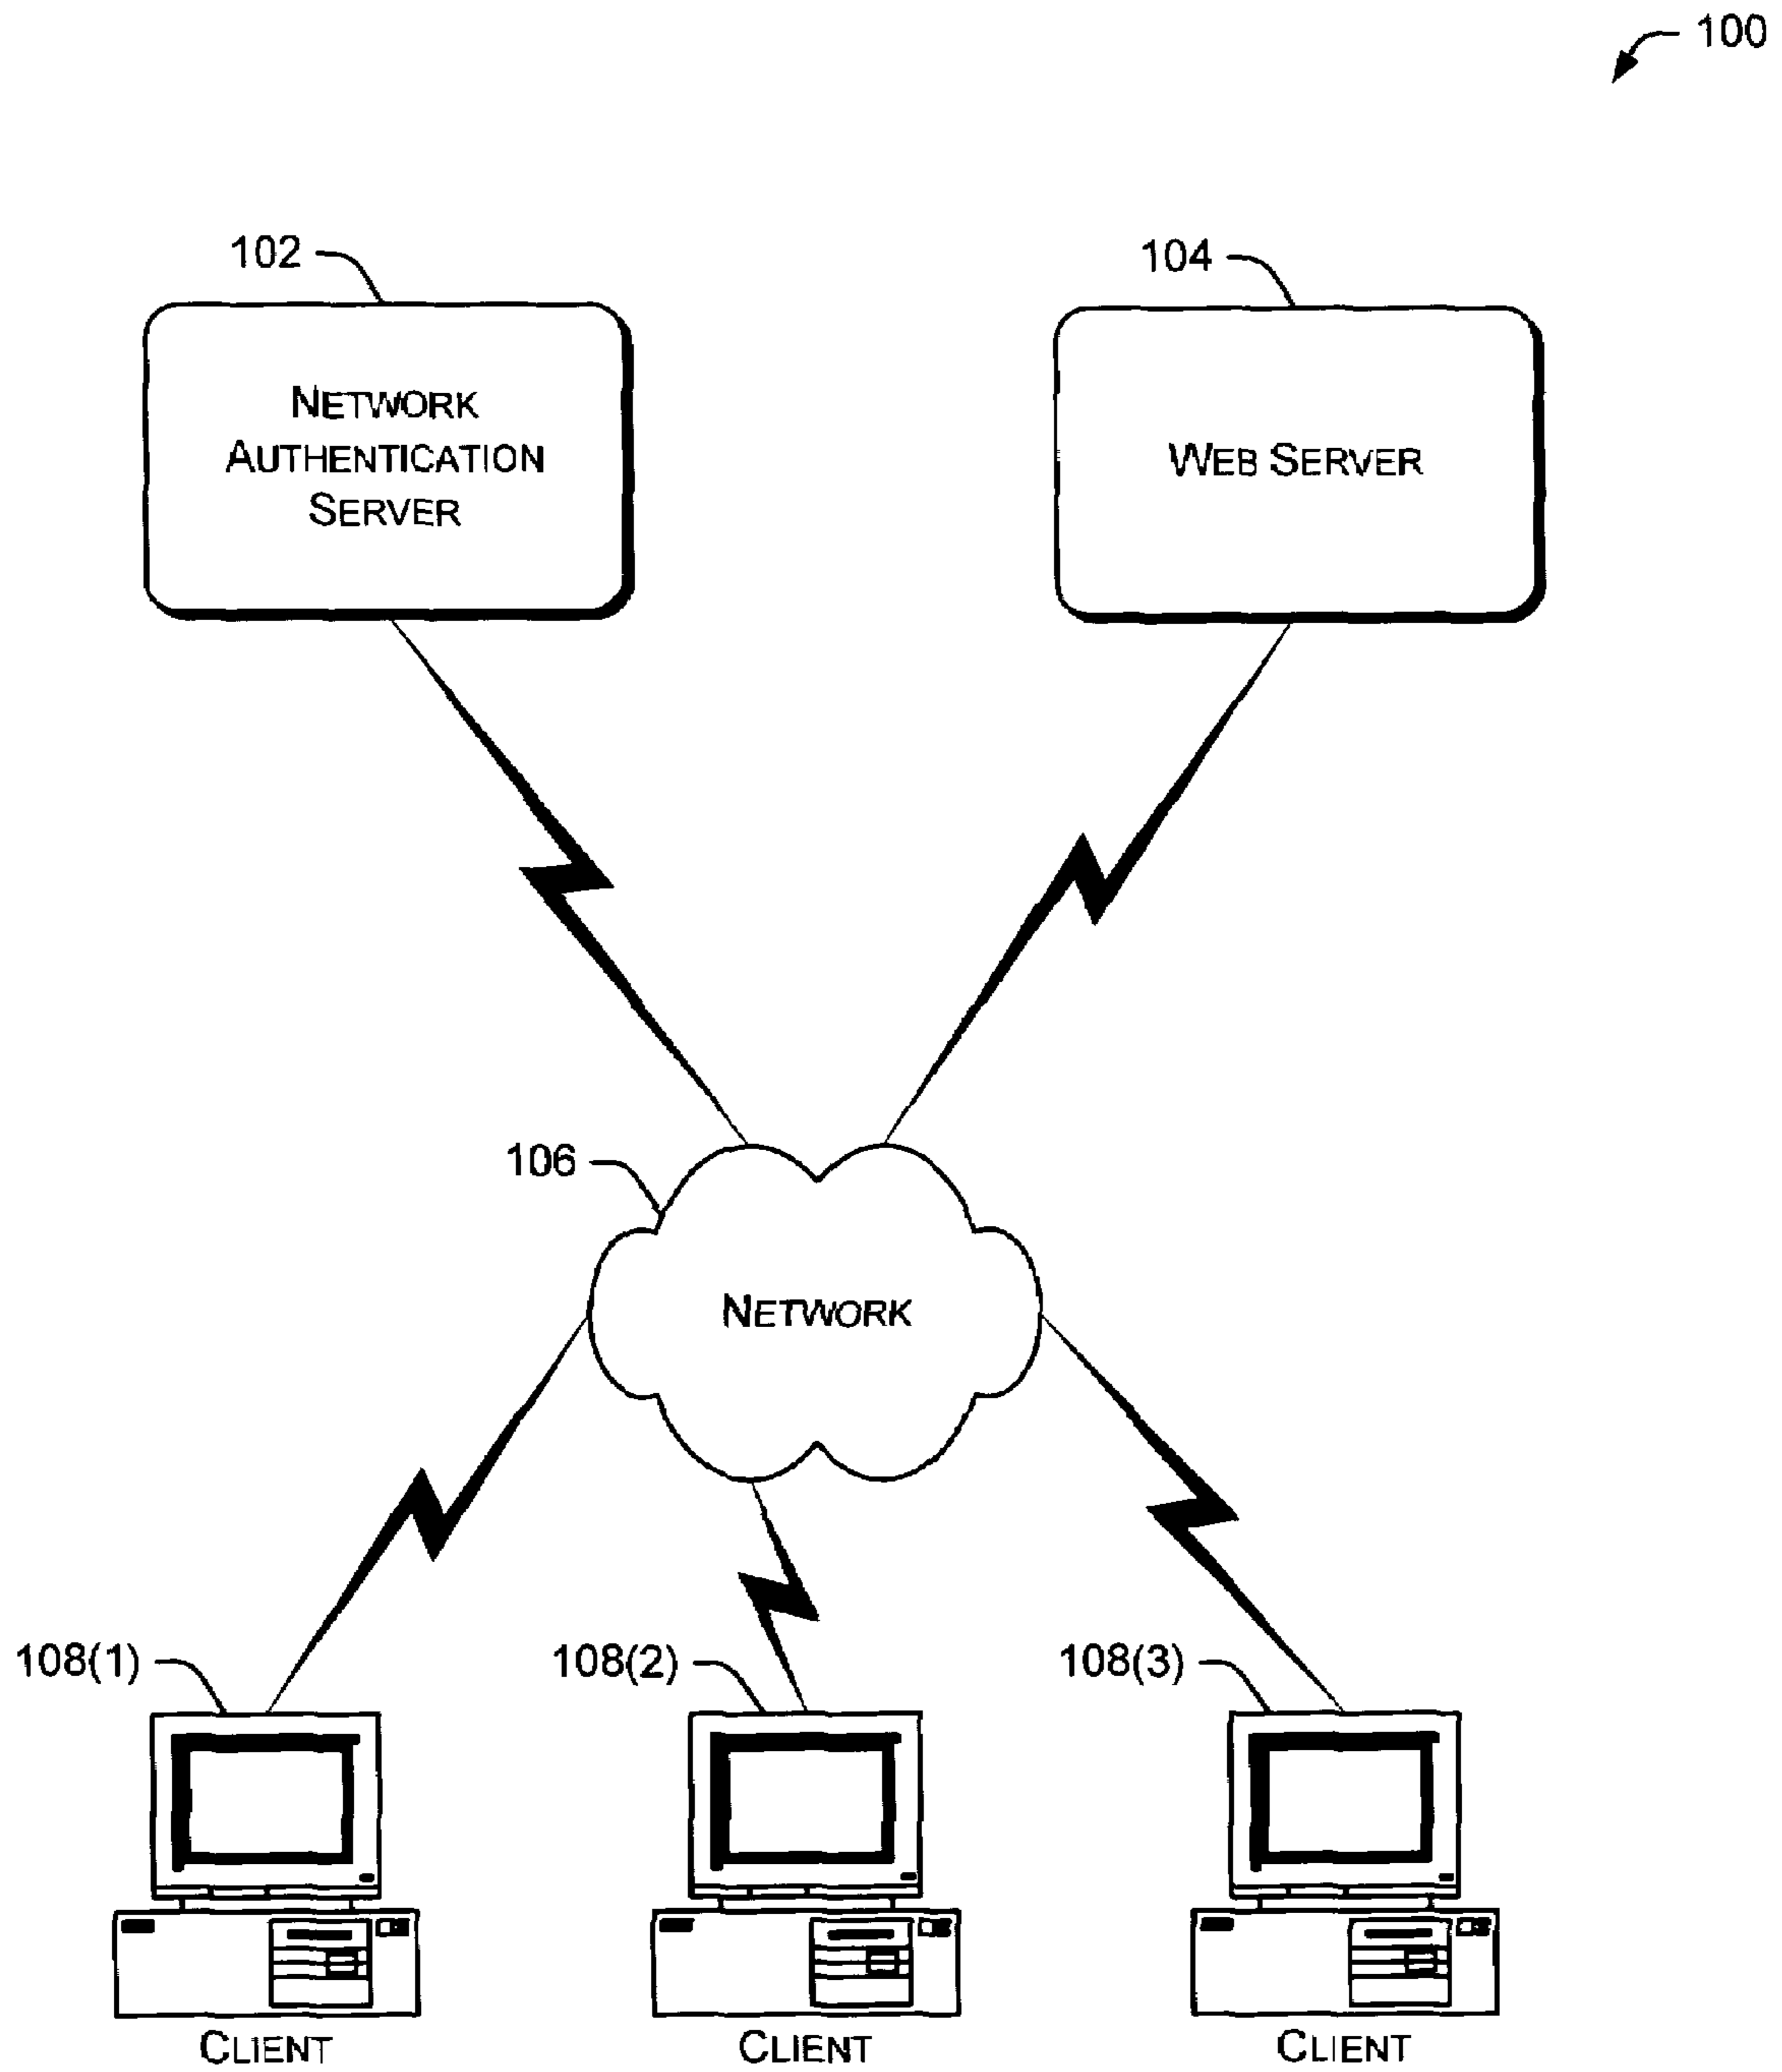 100
102
104
NETWORK
AUTHENTICATION
SERVER
WEB SERVER
106
NETWORK
108(1)
108(2)
108(3)
CLIENT
CLIENT
CLIENT